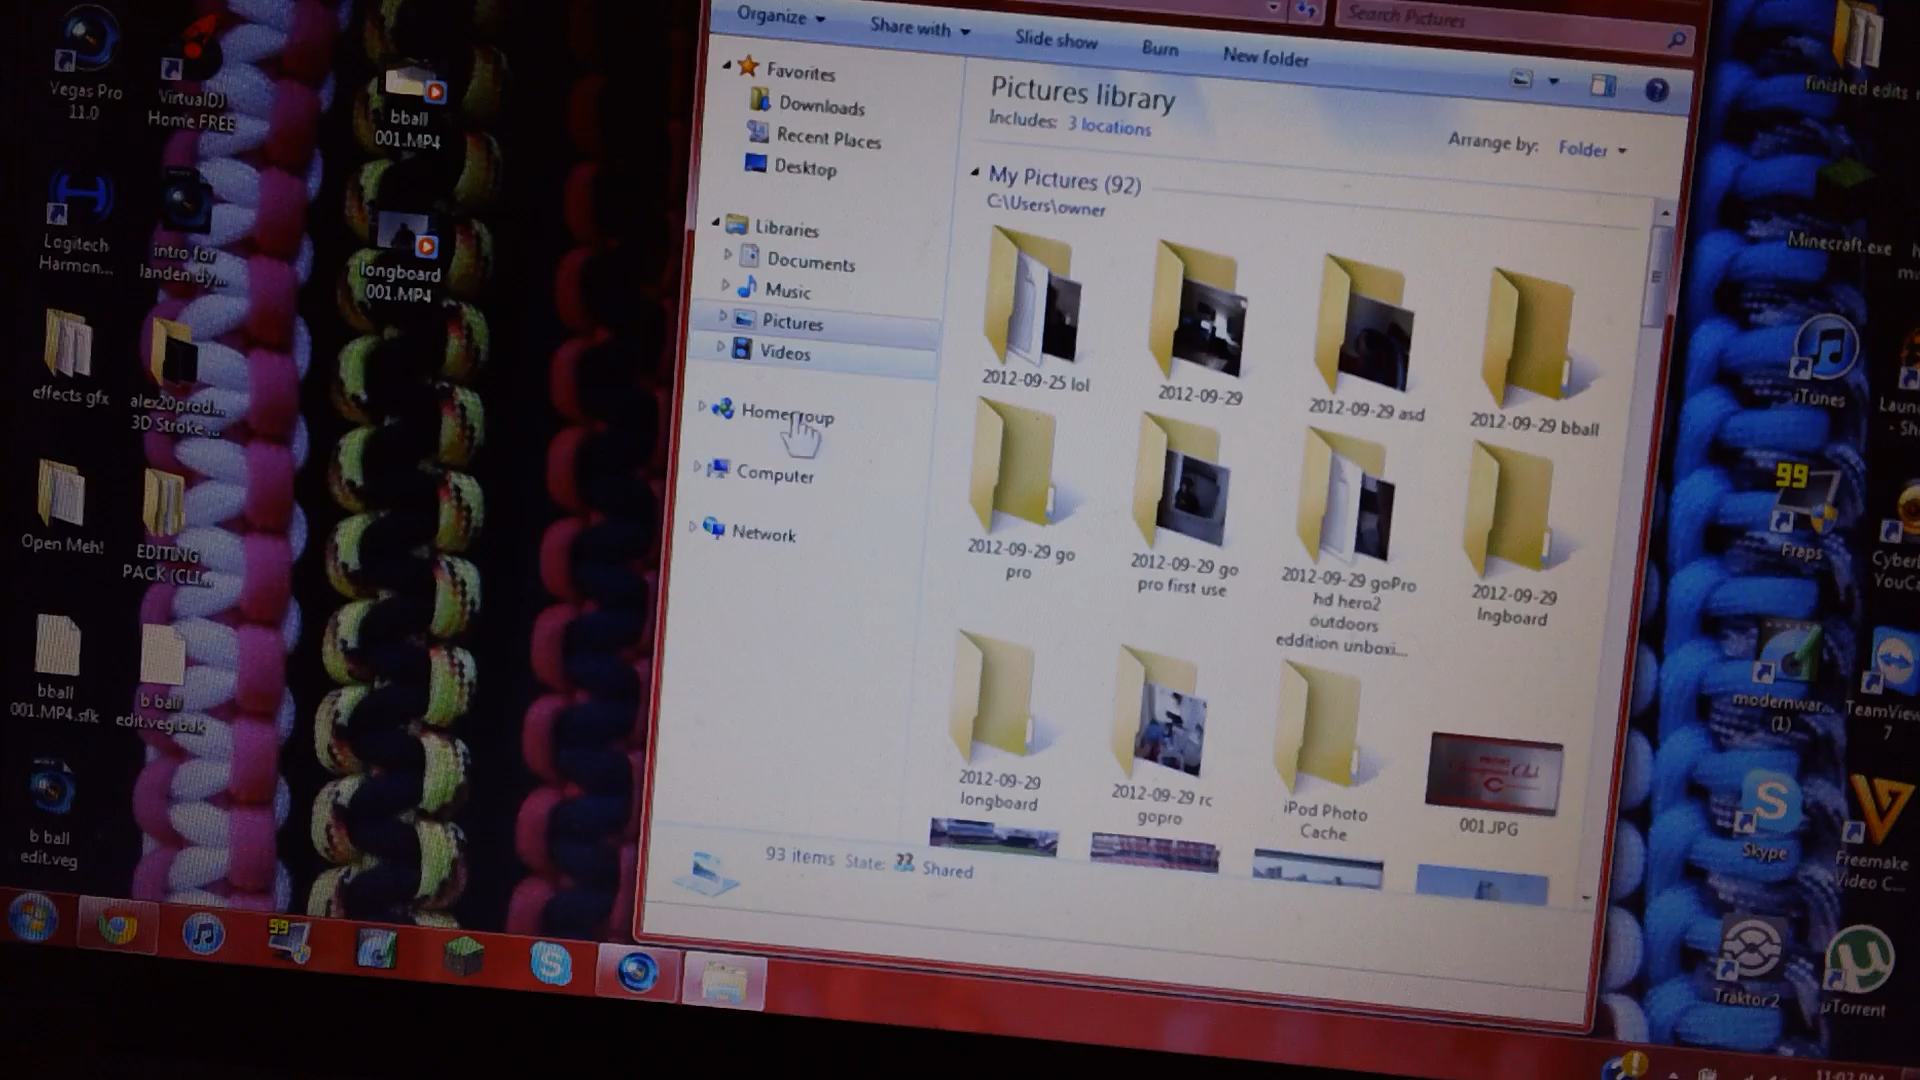 Organize
Share with
Slide show
Burn
New folder
Search Pictures
Favorites
Downloads
Recent Places
Desktop
Libraries
Documents
Music
Pictures
Videos
Homegroup
Computer
Network
Pictures library
Includes: 3 locations
Arrange by: Folder
My Pictures (92)
C:\Users\owner
2012-09-25 lol
2012-09-29
2012-09-29 asd
2012-09-29 bball
2012-09-29 go
pro
2012-09-29 go
pro first use
2012-09-29 goPro
hd hero2
outdoors
eddition unboxi...
2012-09-29
lngboard
2012-09-29
longboard
2012-09-29 rc
gopro
iPod Photo
Cache
001.JPG
93 items State: Shared
Vegas Pro
11.0
VirtualDJ
Home FREE
bball
001.MP4
Logitech
Harmon...
intro for
landen dy...
longboard
001.MP4
effects gfx
alex20prod...
3D Stroke ...
Open Meh!
EDITING
PACK (CLI...
bball
001.MP4.sfk
b ball
edit.veg.bak
b ball
edit.veg
finished edits
Minecraft.exe
iTunes
99
Fraps
modernwar...
(1)
TeamView
7
Skype
Freemake
Video C...
Traktor 2
µTorrent
Cyberl
YouCa
Laun
99